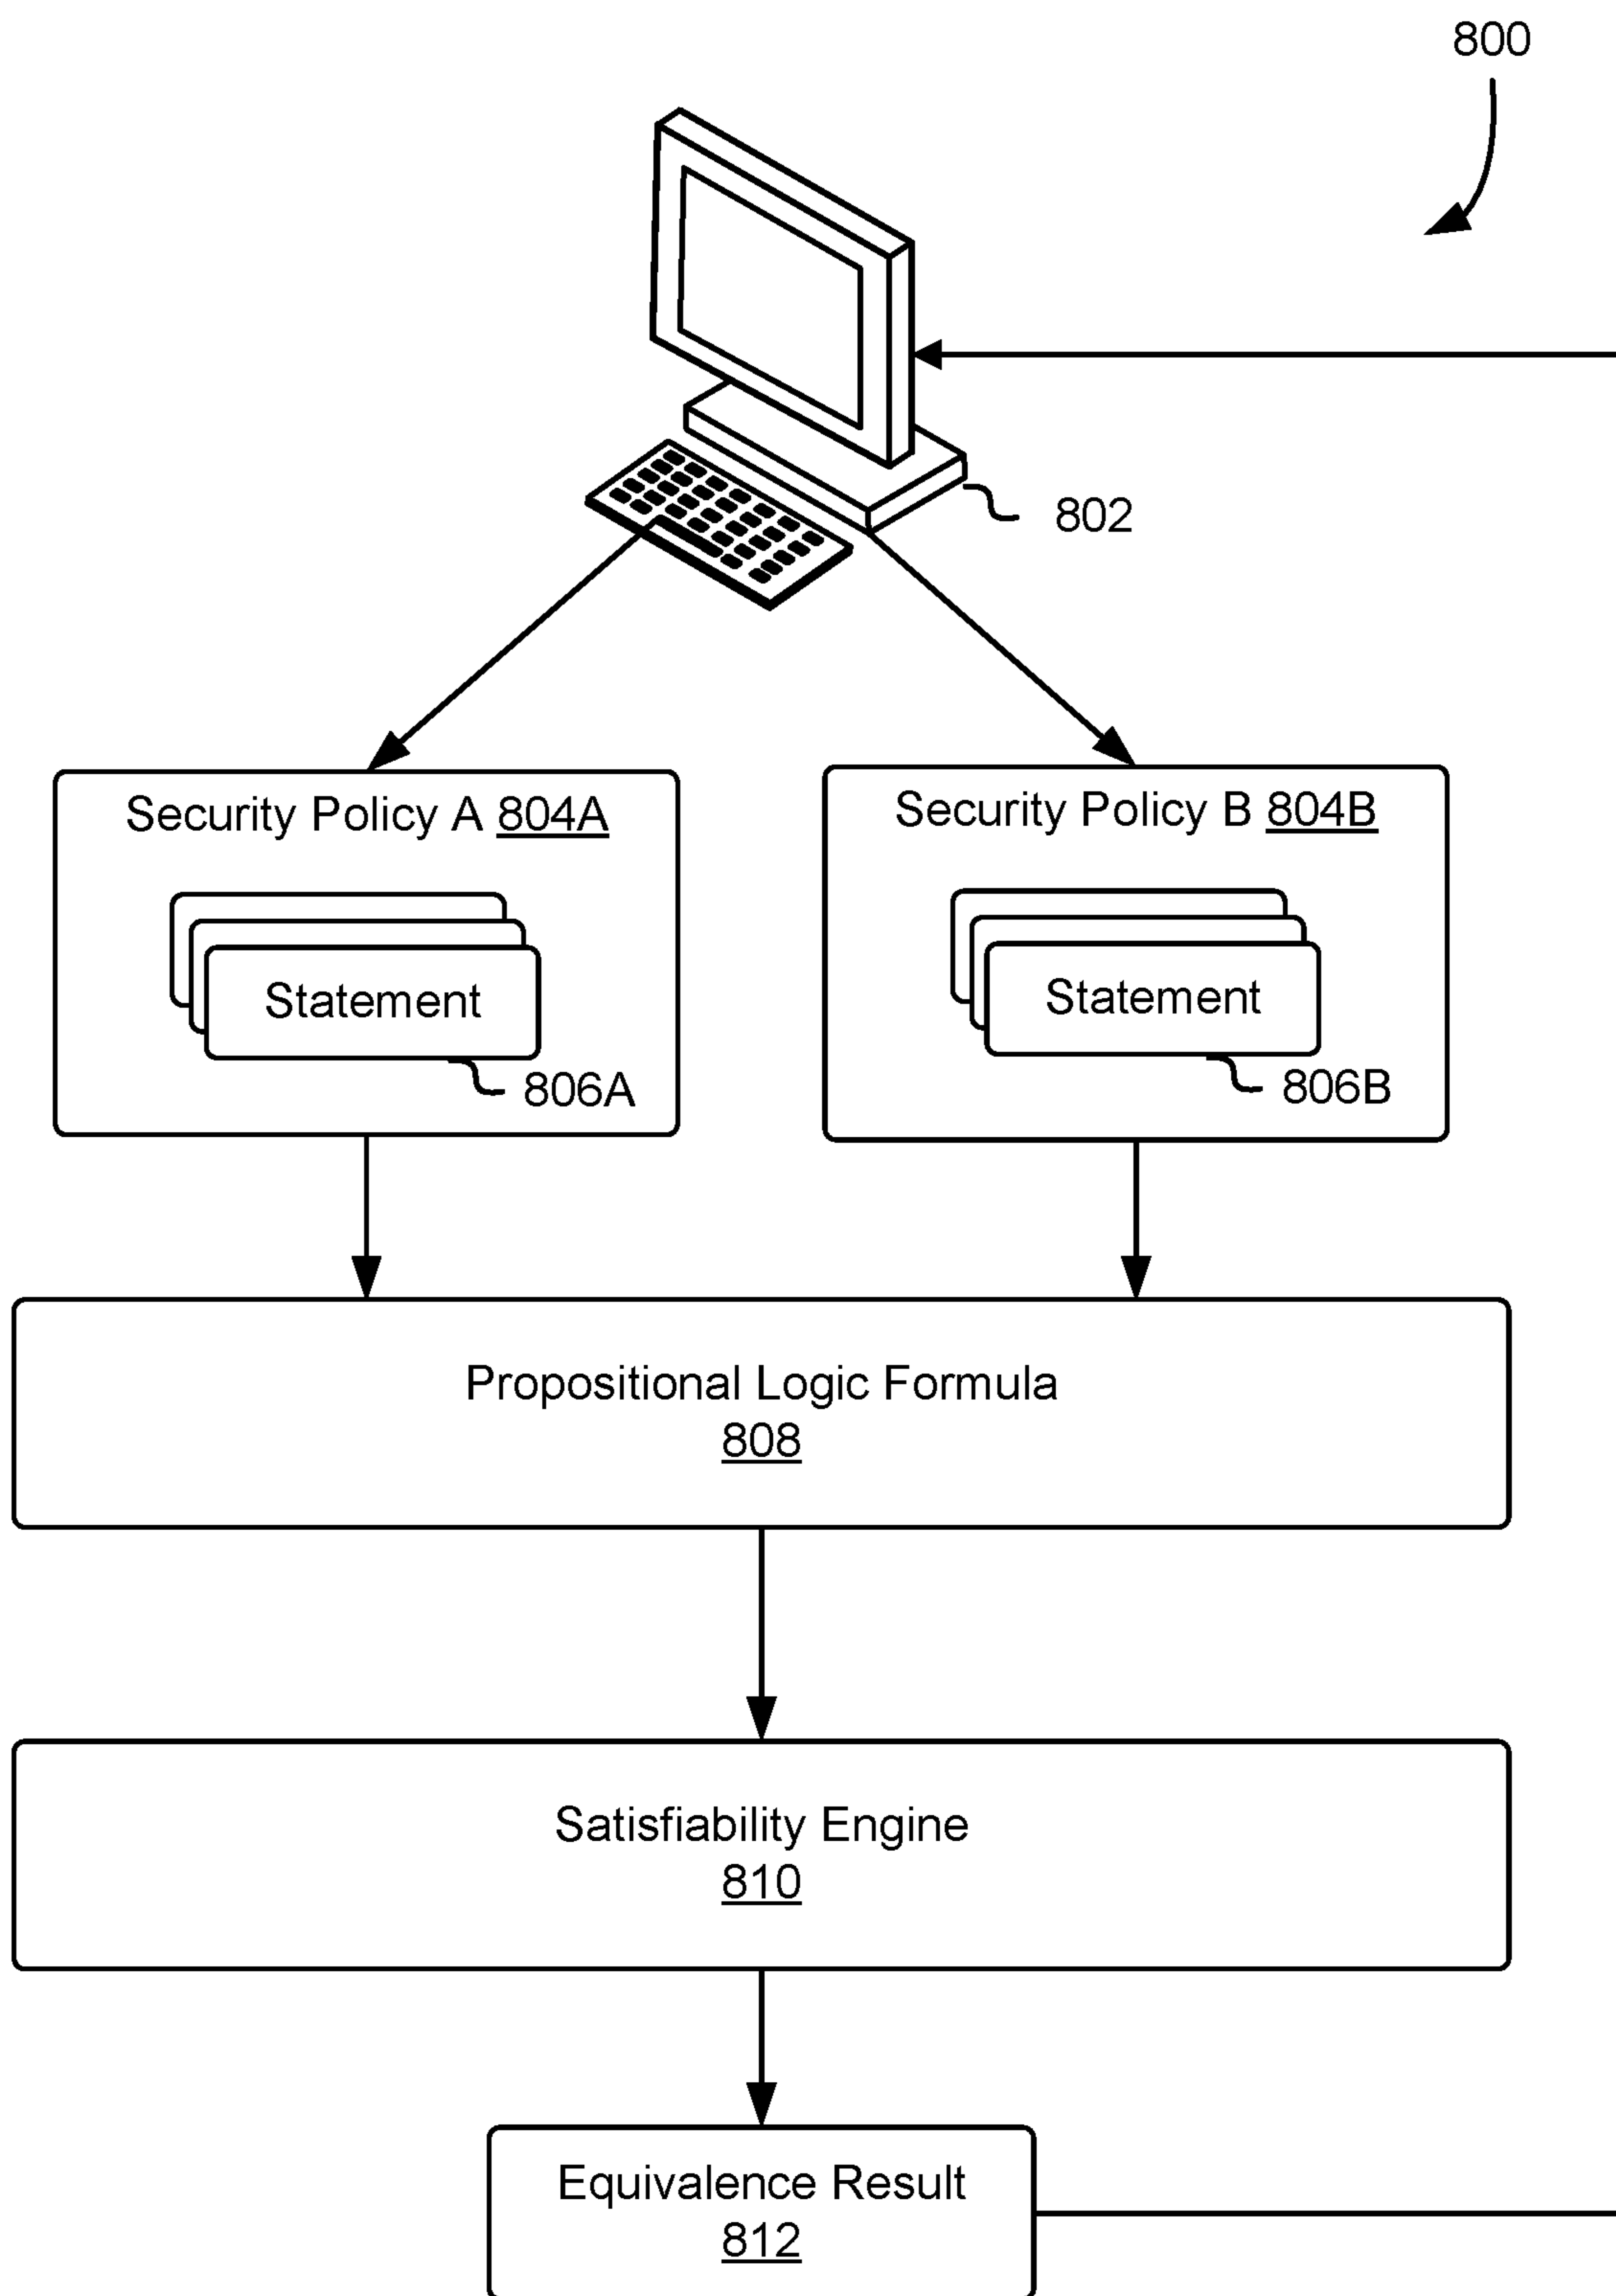 800
802
Security Policy A 804A
Statement
806A
Security Policy B 804B
Statement
806B
Propositional Logic Formula
808
Satisfiability Engine
810
Equivalence Result
812